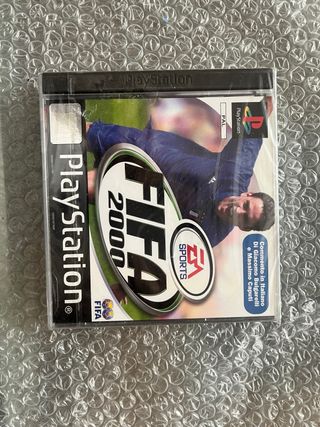 PlayStation
PlayStation
PAL
PlayStation®
EA
SPORTS
FIFA
2000
Commento in Italiano
Di Giacomo Bulgarelli
e Massimo Caputi
FIFA